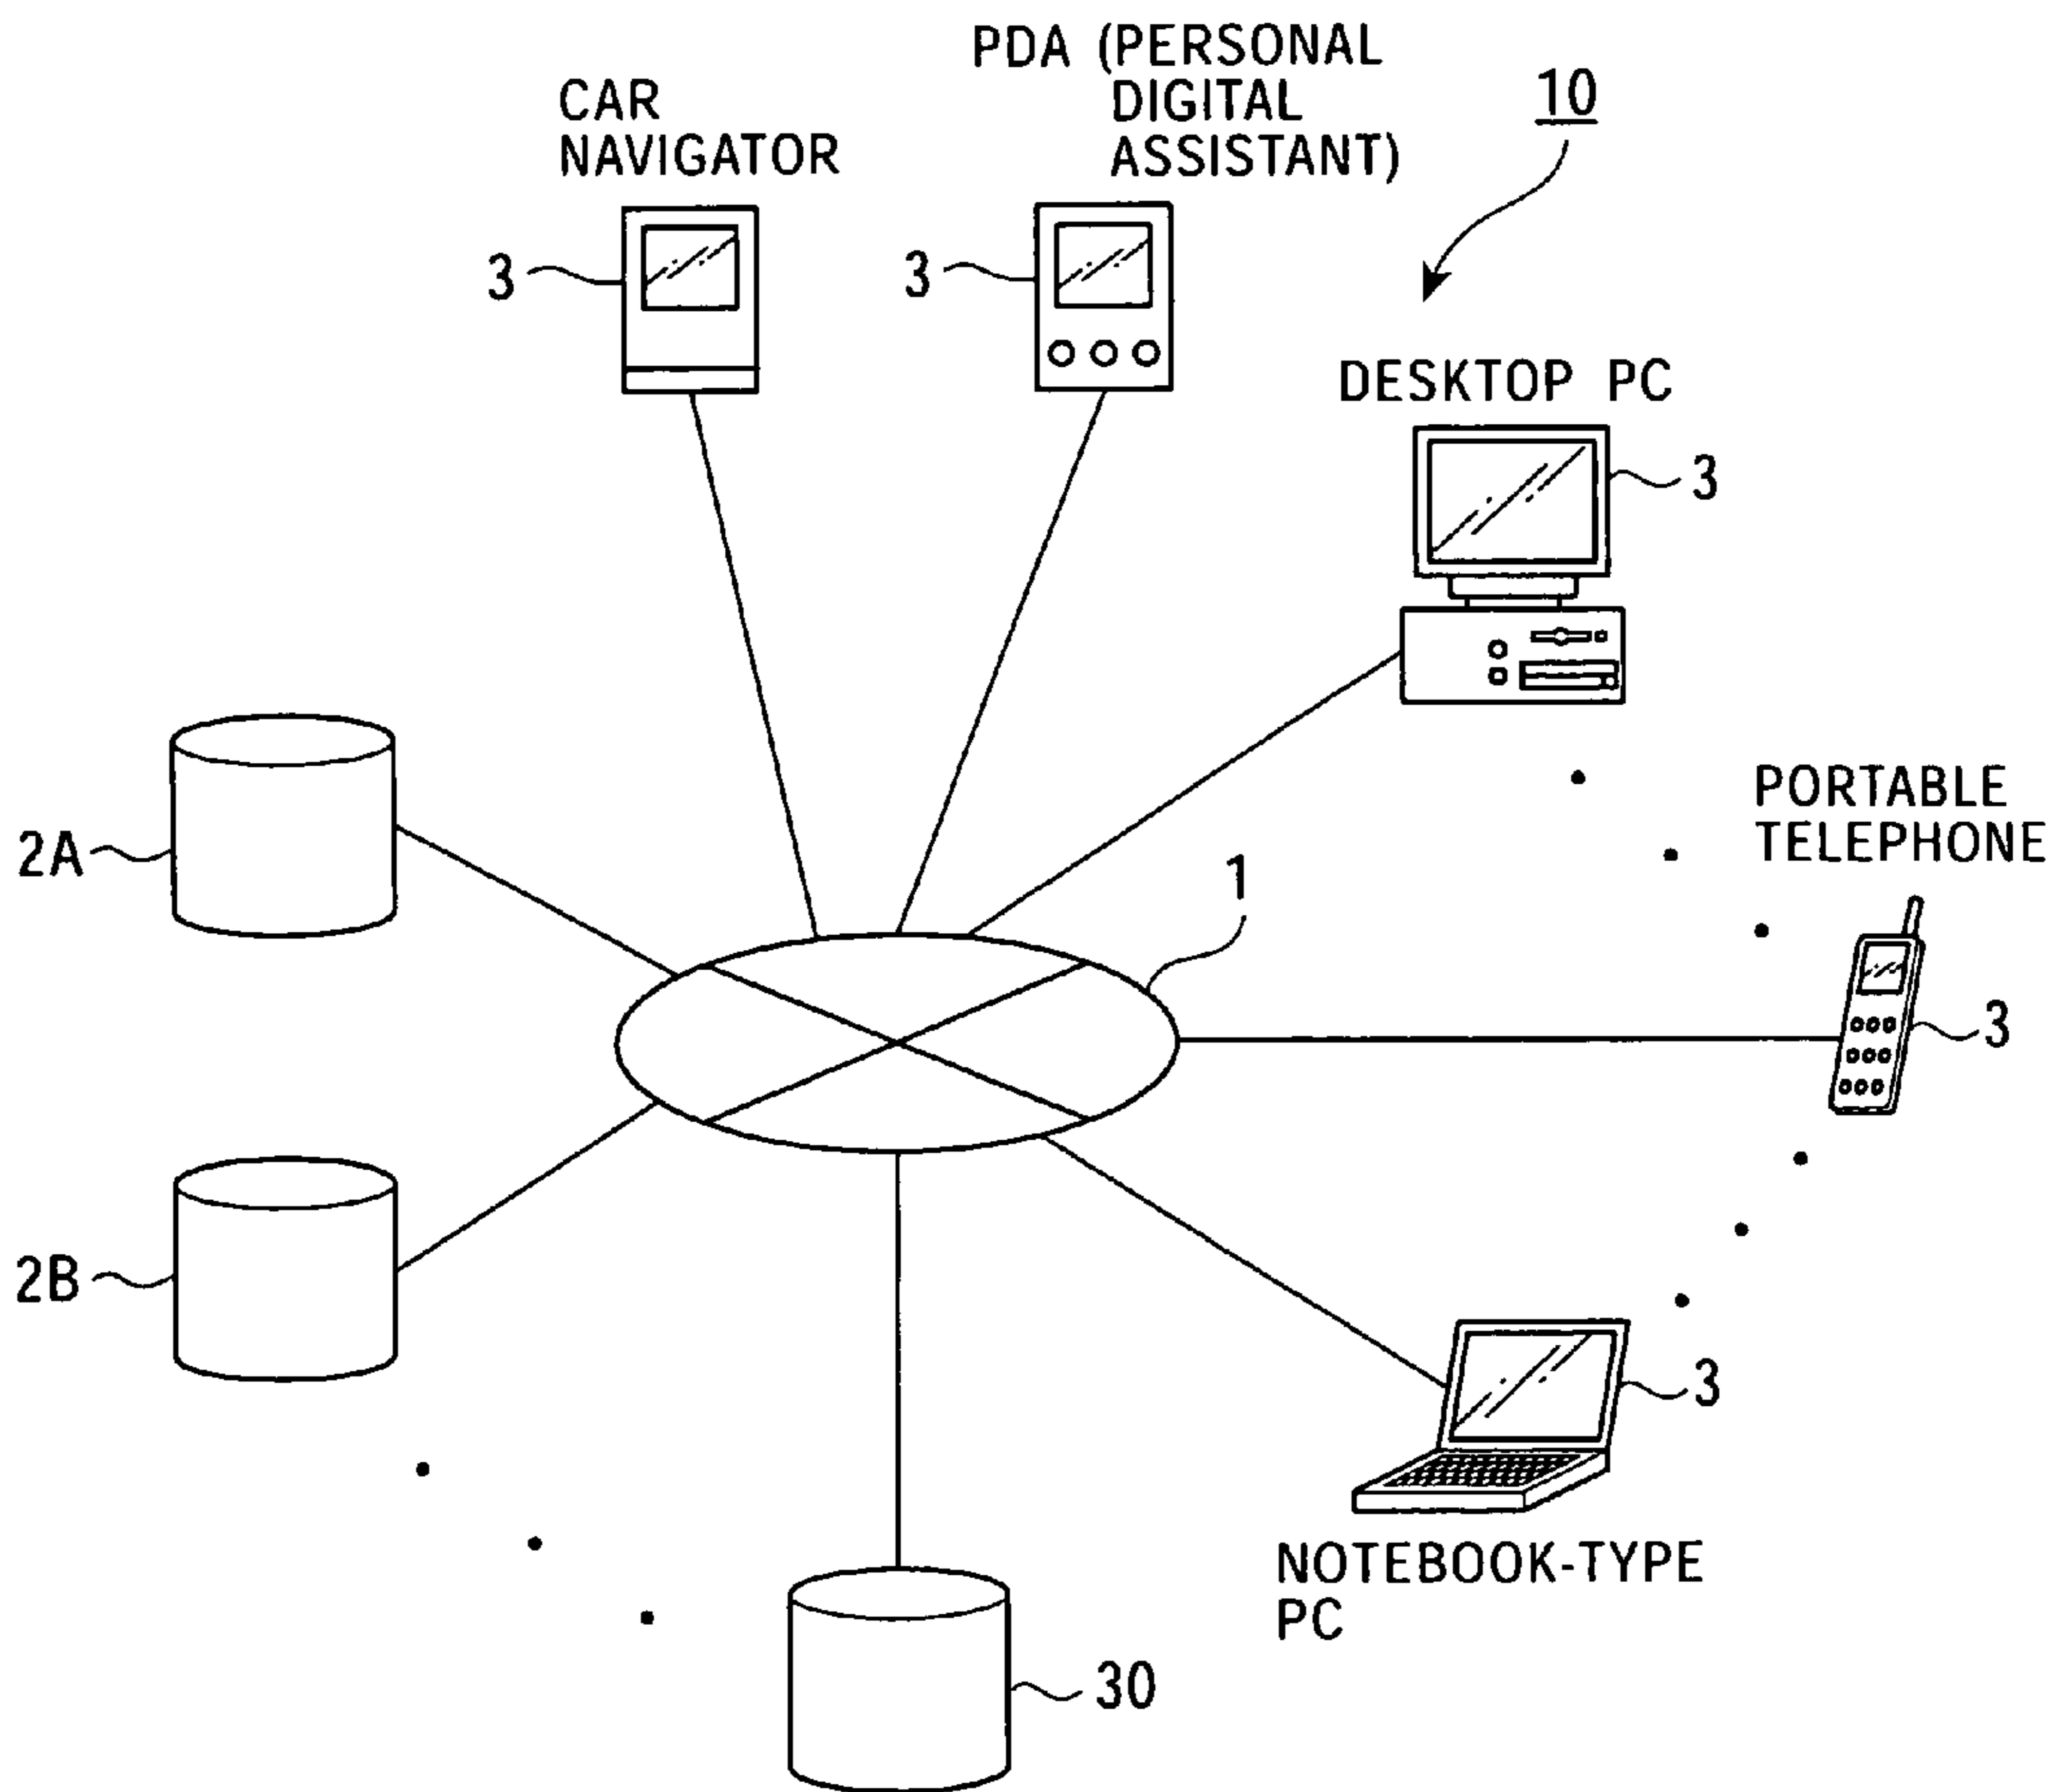 PDA (PERSONAL
DIGITAL
ASSISTANT)
CAR
NAVIGATOR
10
3
3
DESKTOP PC
3
PORTABLE
TELEPHONE
2A
1
3
2B
3
NOTEBOOK-TYPE
PC
30